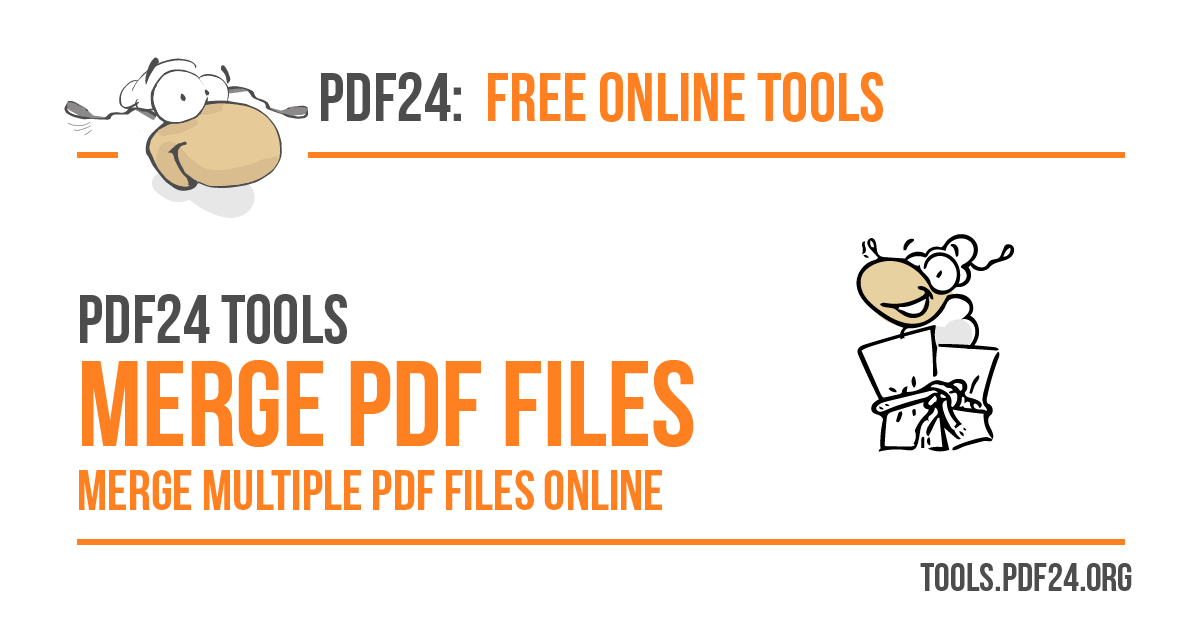 PDF24: FREE ONLINE TOOLS
PDF24 TOOLS
MERGE PDF FILES
MERGE MULTIPLE PDF FILES ONLINE
TOOLS.PDF24.ORG